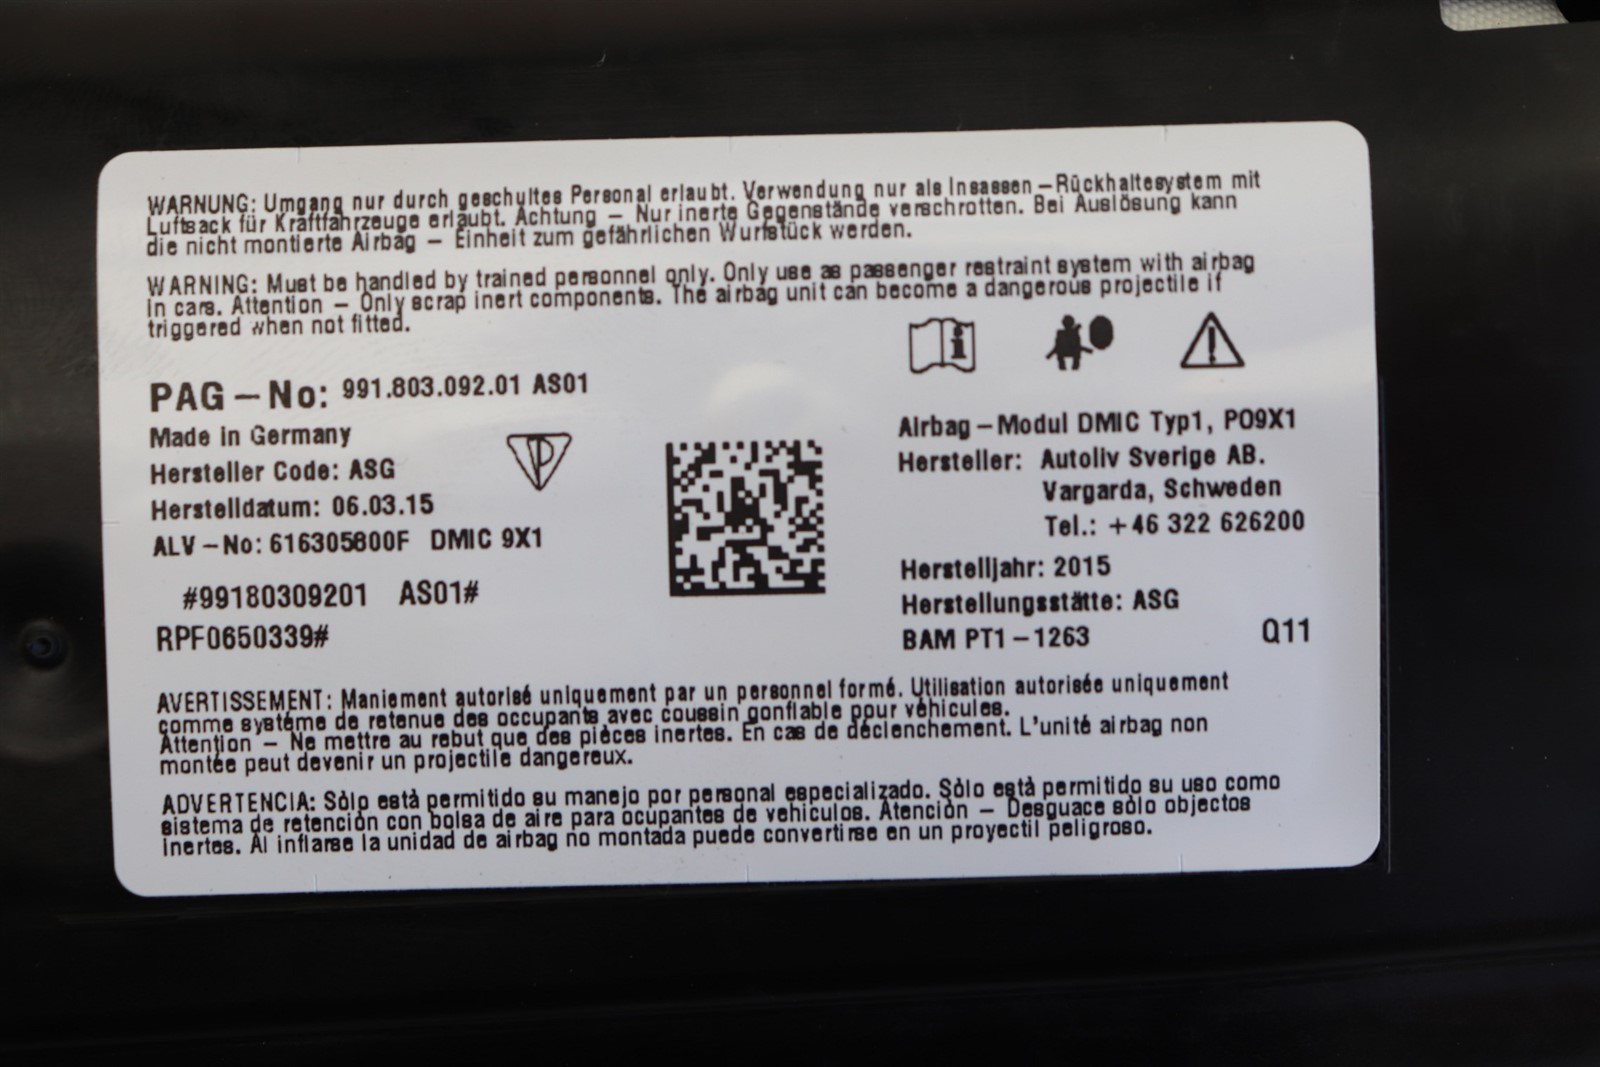 WARNUNG: Umgang nur durch geschultes Personal erlaubt. Verwendung nur als Insassen – Rückhaltesystem mit
Luftsack für Kraftfahrzeuge erlaubt. Achtung – Nur inerte Gegenstände verschrotten. Bei Auslösung kann
die nicht montierte Airbag – Einheit zum gefährlichen Wurfstück werden.
WARNING: Must be handled by trained personnel only. Only use as passenger restraint system with airbag
in cars. Attention – Only scrap inert components. The airbag unit can become a dangerous projectile if
triggered when not fitted.
PAG – No: 991.803.092.01 AS01
Made in Germany
Hersteller Code: ASG
Herstelldatum: 06.03.15
ALV – No: 616305800F DMIC 9X1
#99180309201 AS01#
RPF0650339#
Airbag – Modul DMIC Typ1, PO9X1
Hersteller: Autoliv Sverige AB.
Vargarda, Schweden
Tel.: +46 322 626200
Herstelljahr: 2015
Herstellungsstätte: ASG
BAM PT1 – 1263 Q11
AVERTISSEMENT: Maniement autorisé uniquement par un personnel formé. Utilisation autorisée uniquement
comme systéme de retenue des occupants avec coussin gonflable pour véhicules.
Attention – Ne mettre au rebut que des pièces inertes. En cas de déclenchement. L'unité airbag non
montée peut devenir un projectile dangereux.
ADVERTENCIA: Sòlo està permitido su manejo por personal especializado. Sòlo està permitido su uso como
sistema de retención con bolsa de aire para ocupantes de vehiculos. Atención – Desguace sòlo objectos
inertes. Al inflarse la unidad de airbag no montada puede convertirse en un proyectil peligroso.